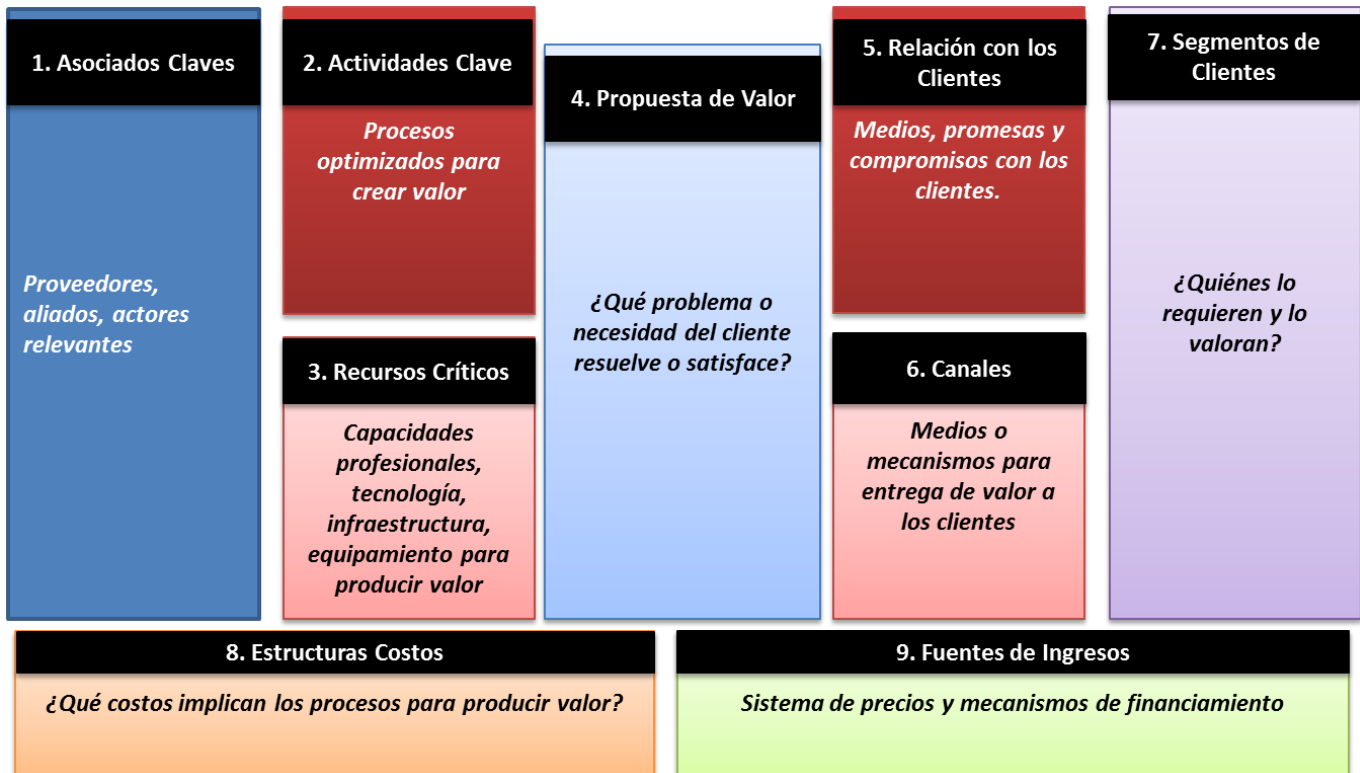 1. Asociados Claves
Proveedores,
aliados, actores
relevantes
2. Actividades Clave
Procesos
optimizados para
crear valor
3. Recursos Críticos
Capacidades
profesionales,
tecnología,
infraestructura,
equipamiento para
producir valor
4. Propuesta de Valor
¿Qué problema o
necesidad del cliente
resuelve o satisface?
5. Relación con los
Clientes
Medios, promesas y
compromisos con los
clientes.
6. Canales
Medios o
mecanismos para
entrega de valor a
los clientes
7. Segmentos de
Clientes
¿Quiénes lo
requieren y lo
valoran?
8. Estructuras Costos
¿Qué costos implican los procesos para producir valor?
9. Fuentes de Ingresos
Sistema de precios y mecanismos de financiamiento